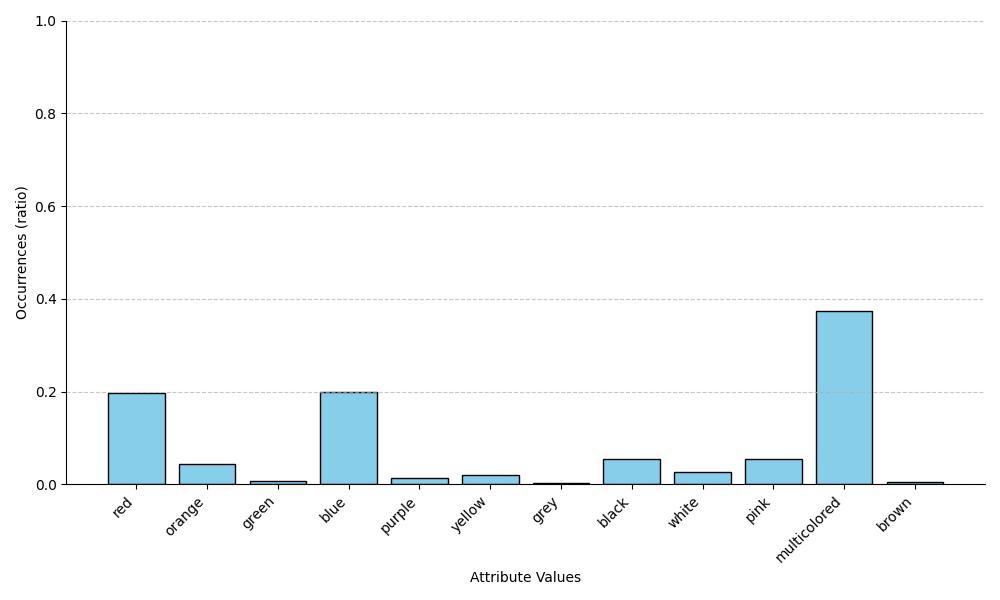 1.0
0.8
0.6
0.4
0.2
0.0
Occurrences (ratio)
red
orange
green
blue
purple
yellow
grey
black
white
pink
multicolored
brown
Attribute Values